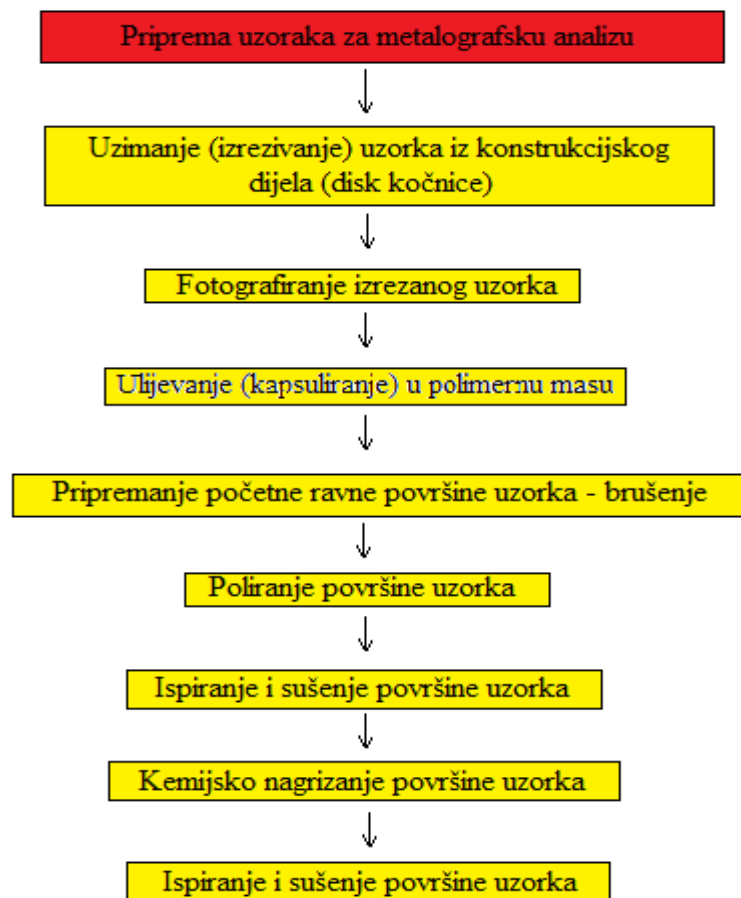 Priprema uzoraka za metalografsku analizu
Uzimanje (izrezivanje) uzorka iz konstrukcijskog
dijela (disk kočnice)
Fotografiranje izrezanog uzorka
Ulijevanje (kapsuliranje) u polimernu masu
Pripremanje početne ravne površine uzorka - brušenje
Poliranje površine uzorka
Ispiranje i sušenje površine uzorka
Kemijsko nagrizanje površine uzorka
Ispiranje i sušenje površine uzorka